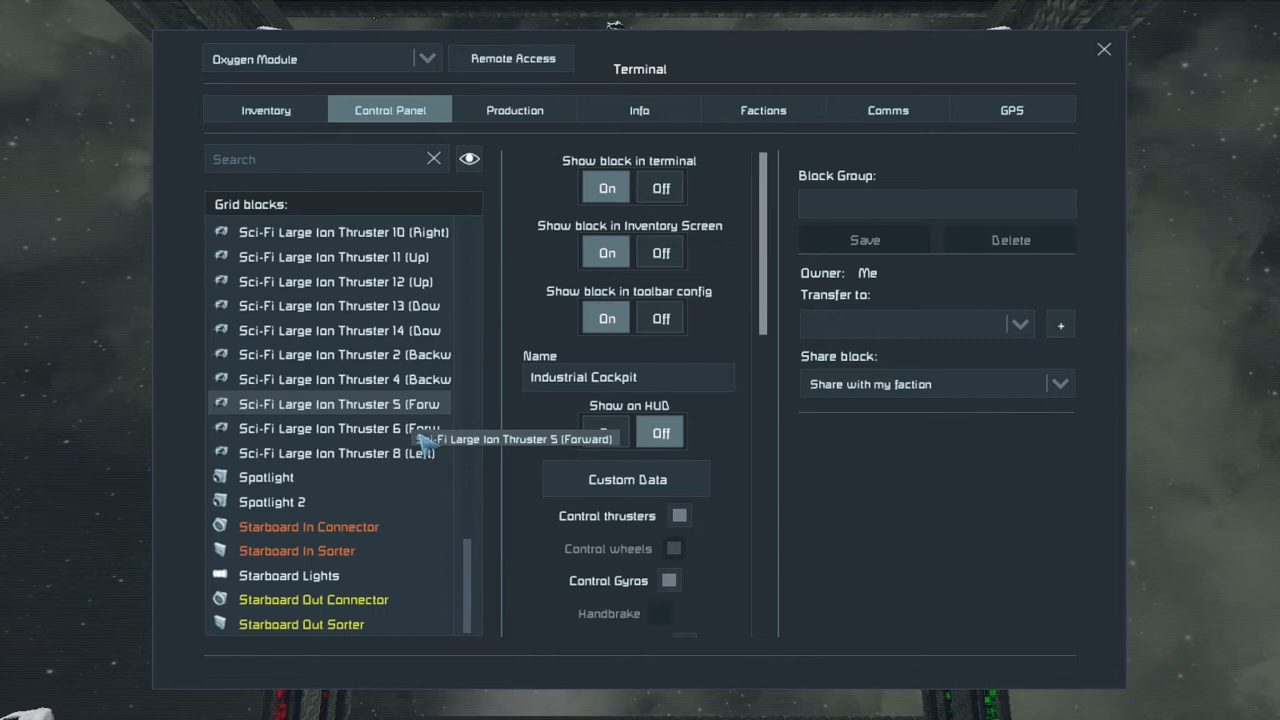 Oxygen Module
Remote Access
Terminal
Inventory
Control Panel
Production
Info
Factions
Comms
GPS
Search
Grid blocks:
Sci-Fi Large Ion Thruster 10 (Right)
Sci-Fi Large Ion Thruster 11 (Up)
Sci-Fi Large Ion Thruster 12 (Up)
Sci-Fi Large Ion Thruster 13 (Dow
Sci-Fi Large Ion Thruster 14 (Dow
Sci-Fi Large Ion Thruster 2 (Backw
Sci-Fi Large Ion Thruster 4 (Backw
Sci-Fi Large Ion Thruster 5 (Forw
Sci-Fi Large Ion Thruster 6 (Forw
Sci-Fi Large Ion Thruster 5 (Forward)
Sci-Fi Large Ion Thruster 8 (Left)
Spotlight
Spotlight 2
Starboard In Connector
Starboard In Sorter
Starboard Lights
Starboard Out Connector
Starboard Out Sorter
Show block in terminal
On Off
Show block in Inventory Screen
On Off
Show block in toolbar config
On Off
Name
Industrial Cockpit
Show on HUD
Off
Custom Data
Control thrusters
Control wheels
Control Gyros
Handbrake
Block Group:
Save
Delete
Owner: Me
Transfer to:
+
Share block:
Share with my faction